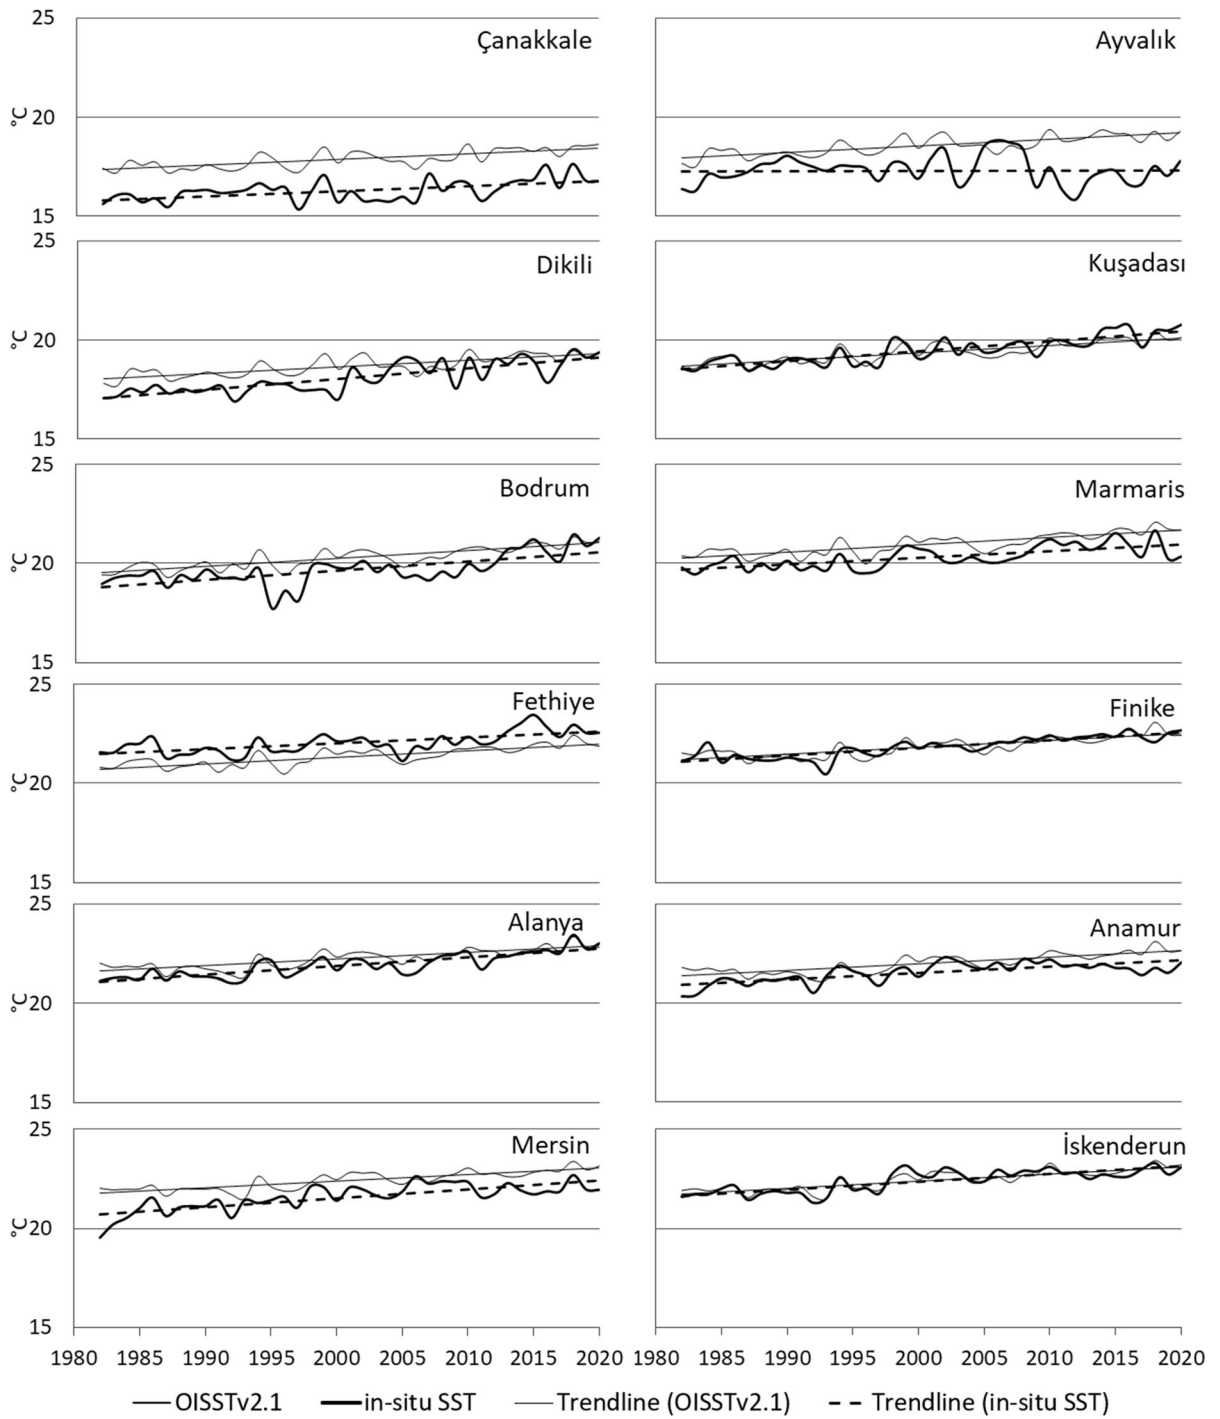 25
Çanakkale
Ayvalık
°C
20
15
25
Dikili
Kuşadası
°C
20
15
25
Bodrum
Marmaris
°C
20
15
25
Fethiye
Finike
°C
20
15
25
Alanya
Anamur
°C
20
15
25
Mersin
İskenderun
°C
20
15
1980 1985 1990 1995 2000 2005 2010 2015 2020
1980 1985 1990 1995 2000 2005 2010 2015 2020
OISSTv2.1 in-situ SST Trendline (OISSTv2.1) Trendline (in-situ SST)